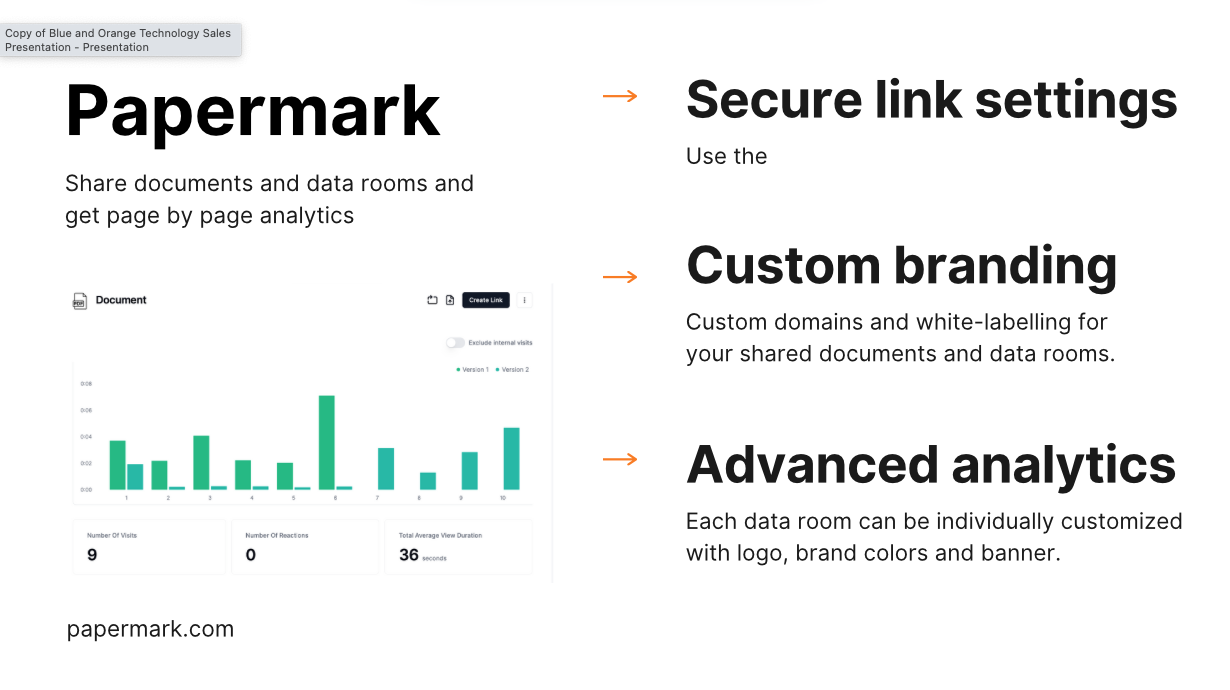 Copy of Blue and Orange Technology Sales
Presentation - Presentation
Papermark
Share documents and data rooms and
get page by page analytics
PDF
Document
Create Link
Exclude internal visits
Version 1
Version 2
0:08
0:06
0:04
0:02
0:00
1 2 3 4 5 6 7 8 9 10
Number Of Visits
9
Number Of Reactions
0
Total Average View Duration
36 seconds
papermark.com
Secure link settings
Use the
Custom branding
Custom domains and white-labelling for
your shared documents and data rooms.
Advanced analytics
Each data room can be individually customized
with logo, brand colors and banner.